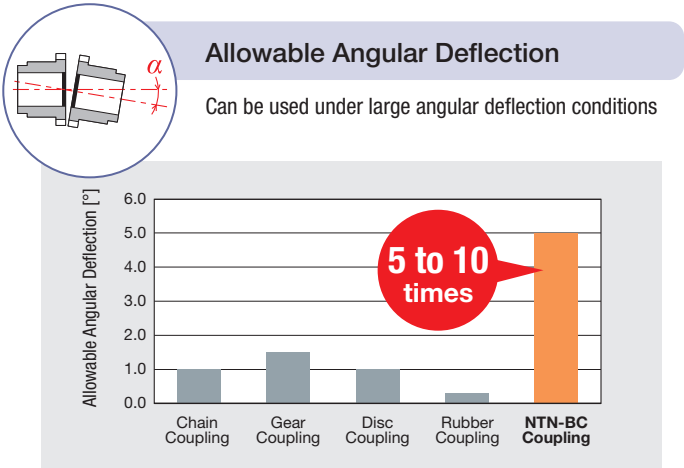 Allowable Angular Deflection
α
Can be used under large angular deflection conditions
Allowable Angular Deflection [°]
6.0
5.0
4.0
3.0
2.0
1.0
0.0
5 to 10
times
Chain
Coupling
Gear
Coupling
Disc
Coupling
Rubber
Coupling
NTN-BC
Coupling